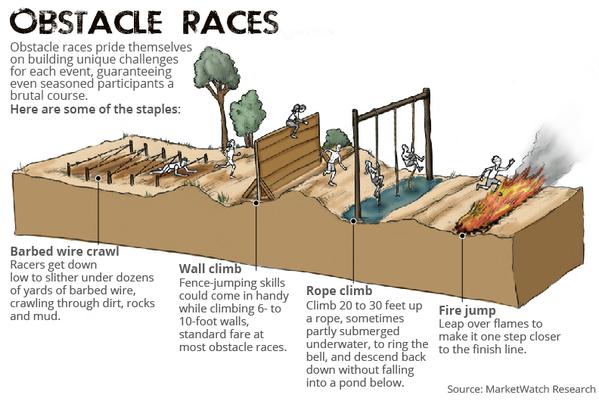 OBSTACLE RACES
Obstacle races pride themselves
on building unique challenges
for each event, guaranteeing
even seasoned participants a
brutal course.
Here are some of the staples:
Barbed wire crawl
Racers get down
low to slither under dozens
of yards of barbed wire,
crawling through dirt, rocks
and mud.
Wall climb
Fence-jumping skills
could come in handy
while climbing 6- to
10-foot walls,
standard fare at
most obstacle races.
Rope climb
Climb 20 to 30 feet up
a rope, sometimes
partly submerged
underwater, to ring the
bell, and descend back
down without falling
into a pond below.
Fire jump
Leap over flames to
make it one step closer
to the finish line.
Source: MarketWatch Research